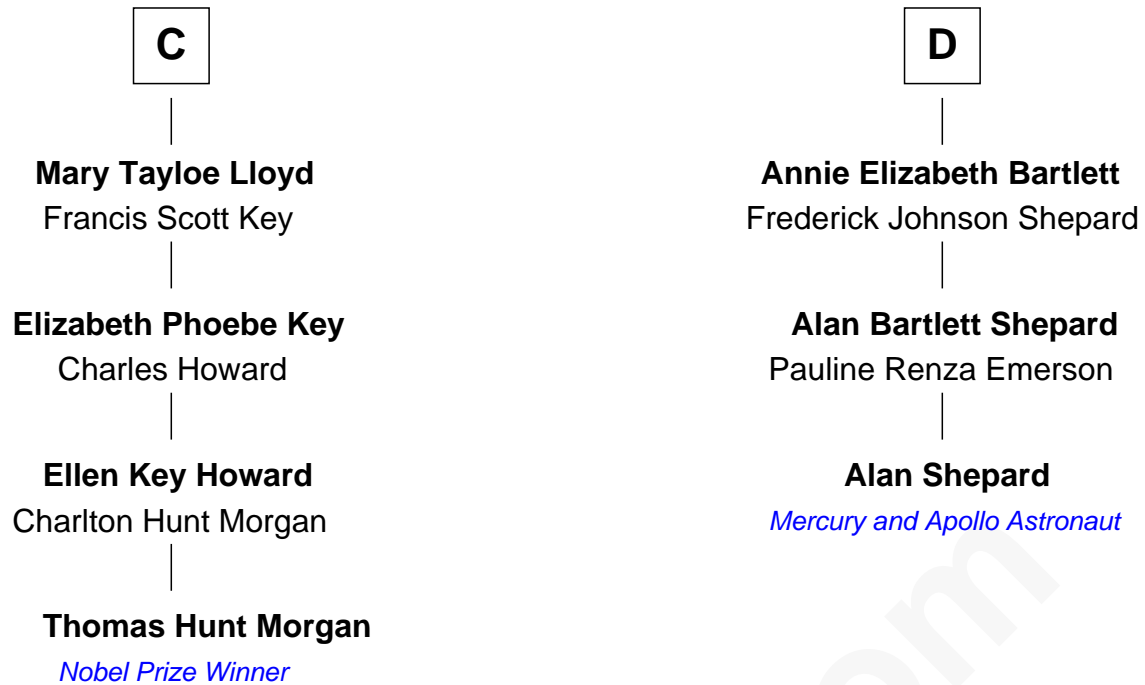 C
Mary Tayloe Lloyd
Francis Scott Key
Elizabeth Phoebe Key
Charles Howard
Ellen Key Howard
Charlton Hunt Morgan
Thomas Hunt Morgan
Nobel Prize Winner
D
Annie Elizabeth Bartlett
Frederick Johnson Shepard
Alan Bartlett Shepard
Pauline Renza Emerson
Alan Shepard
Mercury and Apollo Astronaut